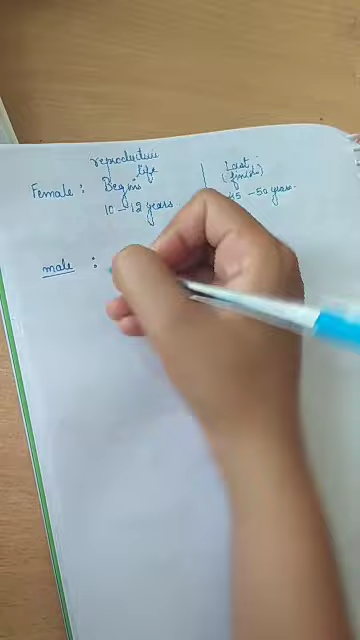 reproductive
life
Female : Begins
10 - 12 years
Last
(finish)
45 - 50 years.
male :